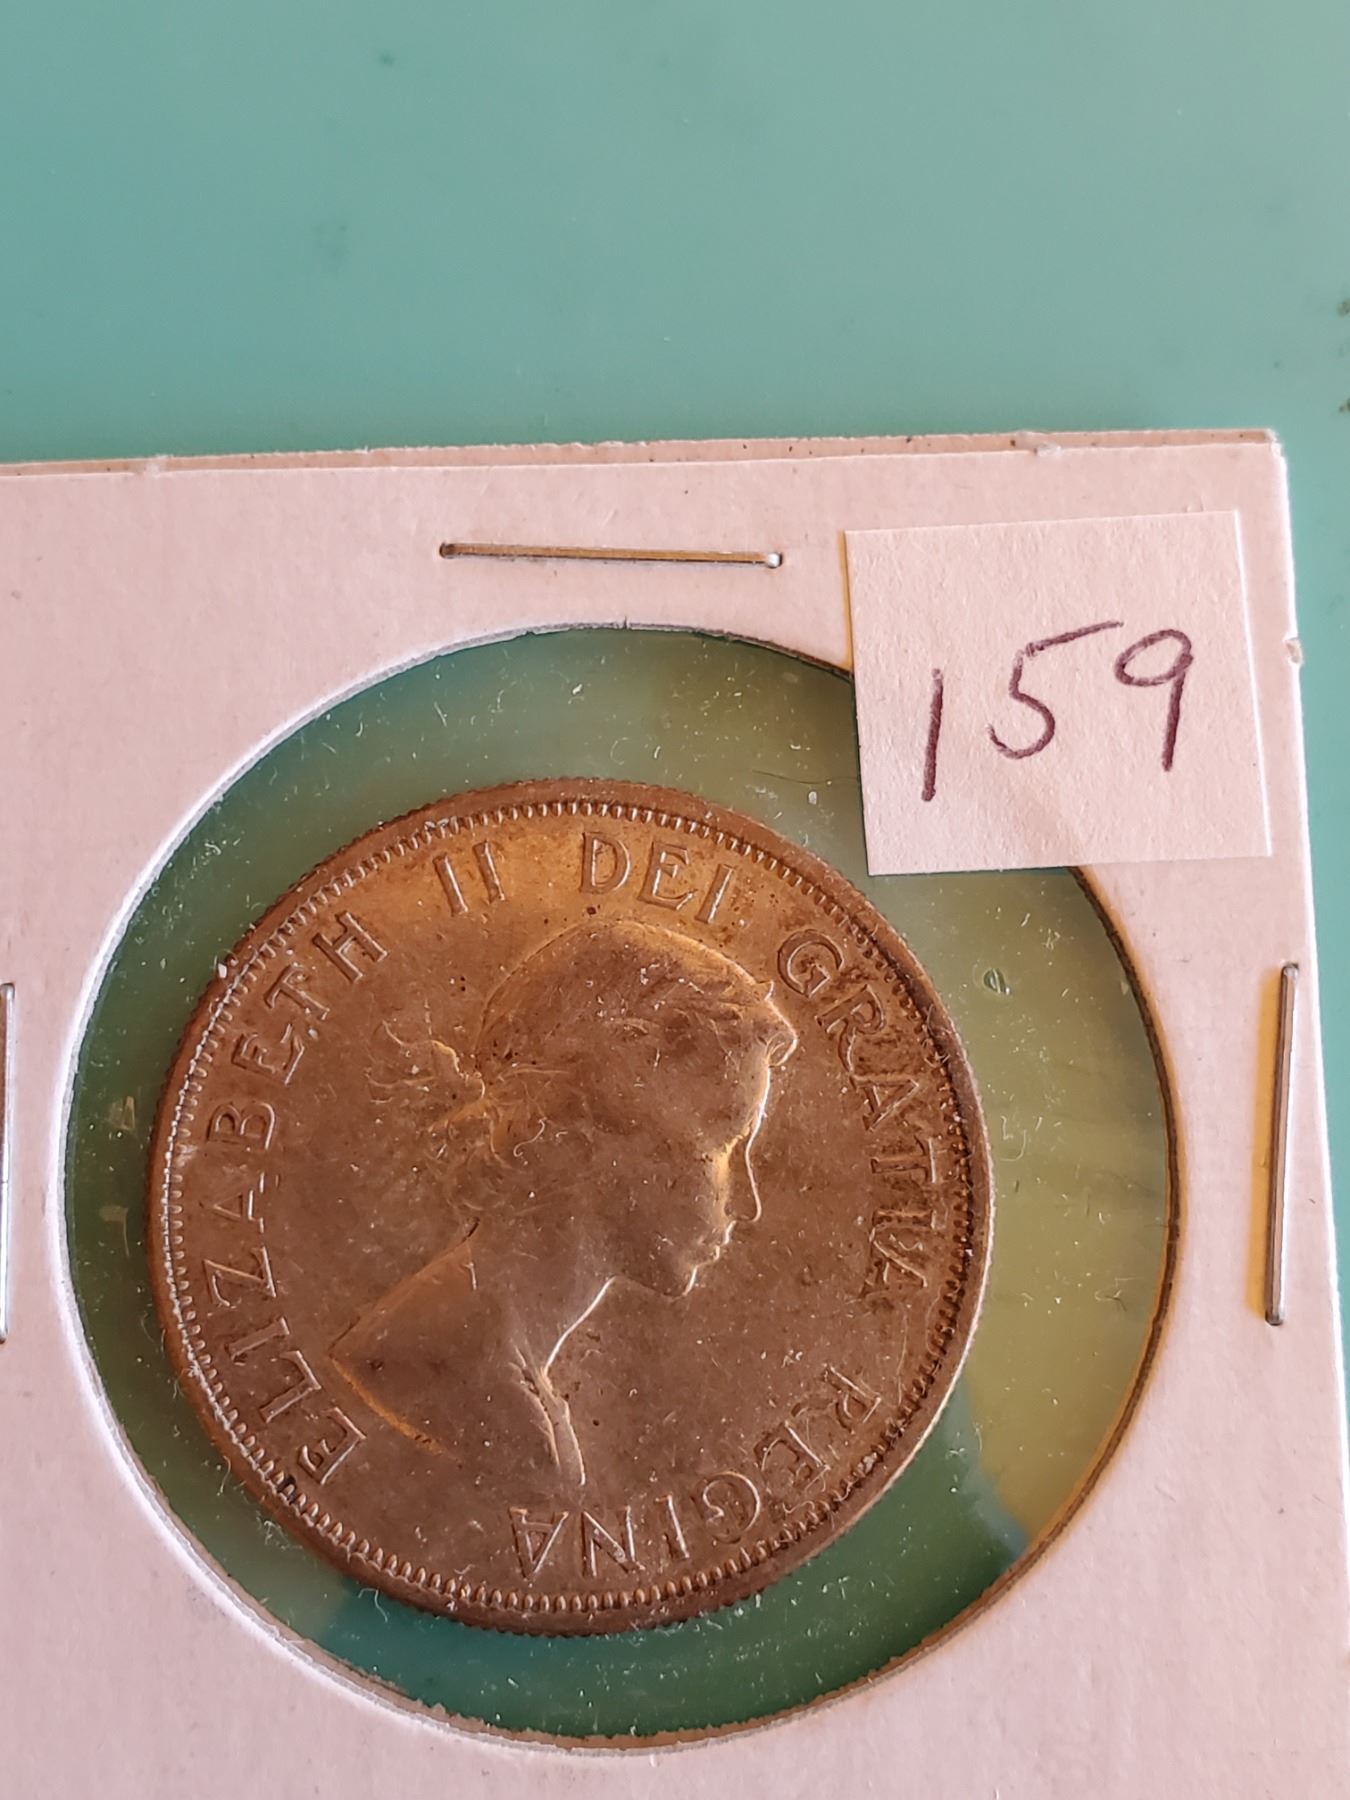 159
ELIZABETH II DEI GRATIA REGINA